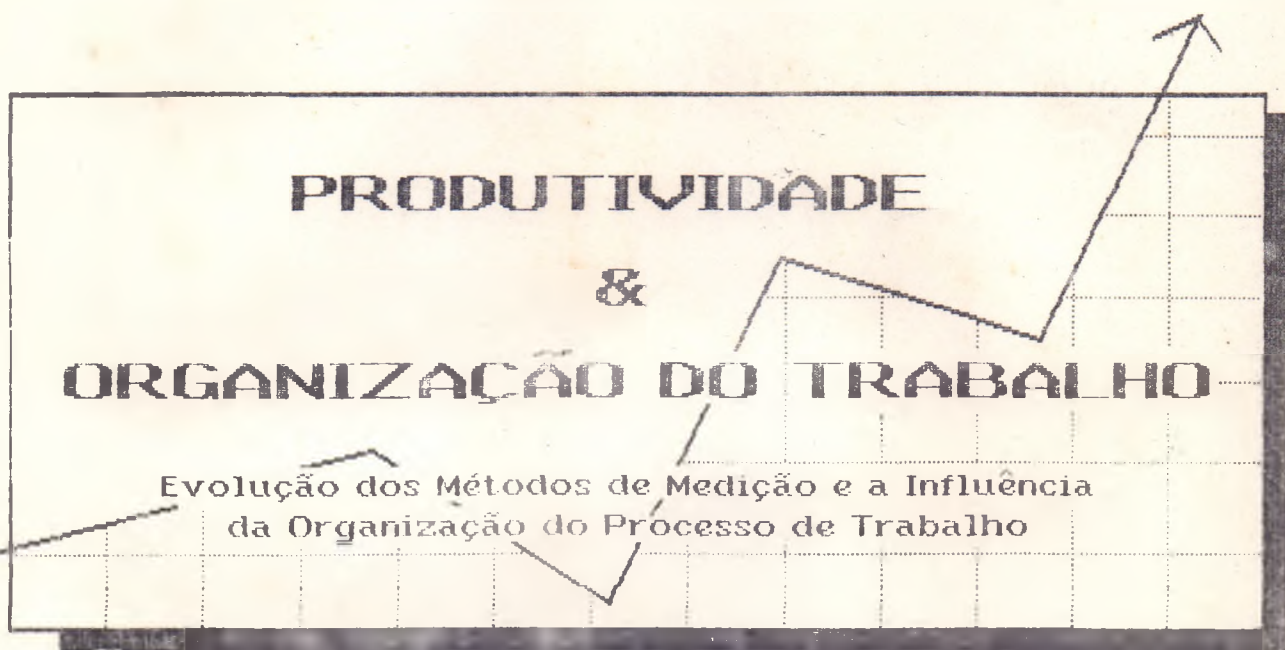 PRODUTIVIDADE
&
ORGANIZAÇÃO DO TRABALHO
Evolução dos Métodos de Medição e a Influência
da Organização do Processo de Trabalho